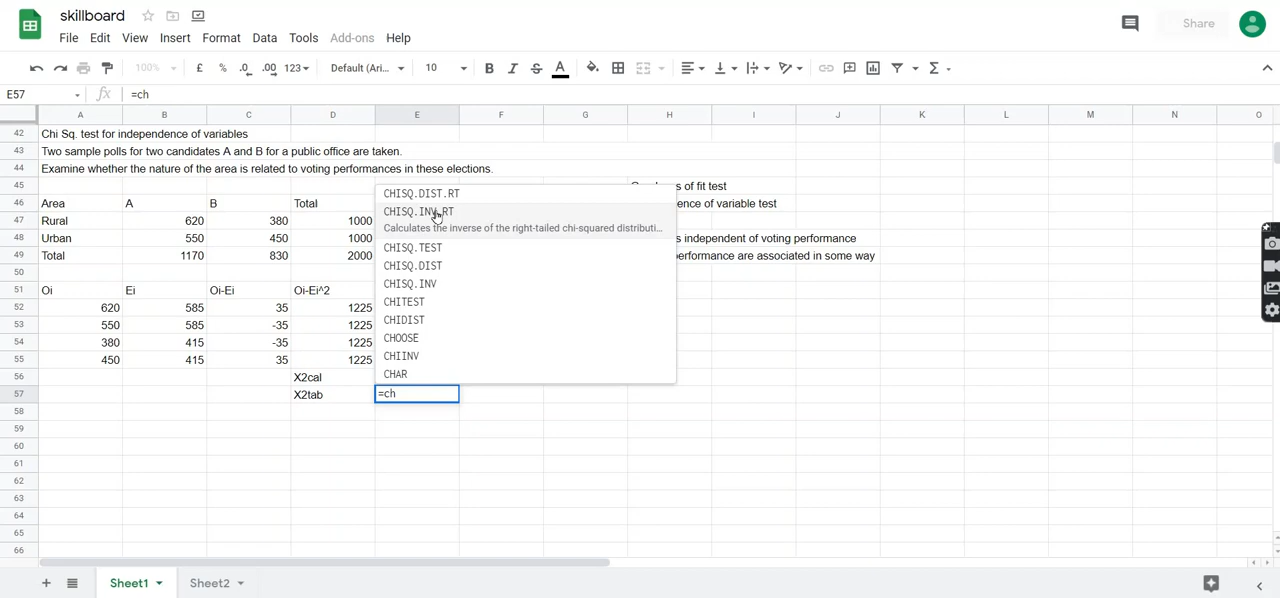 skillboard
File Edit View Insert Format Data Tools Add-ons Help
Share
100% £ % .0 .00 123 Default (Ari... 10 B I S A Σ
E57 fx =ch
A B C D E F G H I J K L M N O
42 Chi Sq. test for independence of variables
43 Two sample polls for two candidates A and B for a public office are taken.
44 Examine whether the nature of the area is related to voting performances in these elections.
45 s of fit test
46 Area A B Total ence of variable test
47 Rural 620 380 1000
48 Urban 550 450 1000 s independent of voting performance
49 Total 1170 830 2000 erformance are associated in some way
50
51 Oi Ei Oi-Ei Oi-Ei^2
52 620 585 35 1225
53 550 585 -35 1225
54 380 415 -35 1225
55 450 415 35 1225
56 X2cal
57 X2tab =ch
58
59
60
61
62
63
64
65
66
CHISQ.DIST.RT
CHISQ.INV.RT
Calculates the inverse of the right-tailed chi-squared distributi...
CHISQ.TEST
CHISQ.DIST
CHISQ.INV
CHITEST
CHIDIST
CHOOSE
CHIINV
CHAR
Sheet1 Sheet2